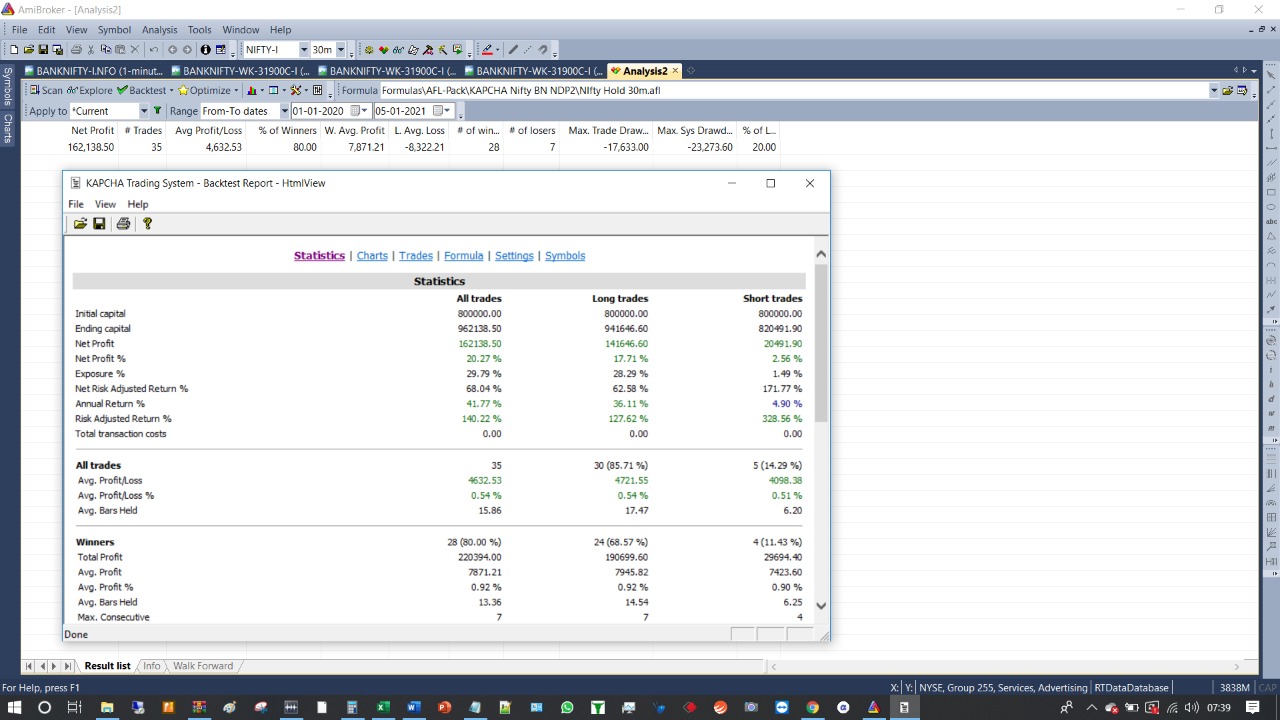 AmiBroker - [Analysis2]
File Edit View Symbol Analysis Tools Window Help
NIFTY-I 30m
BANKNIFTY-I.NFO (1-minut... BANKNIFTY-WK-31900C-I (... BANKNIFTY-WK-31900C-I (... BANKNIFTY-WK-31900C-I (... Analysis2
Scan Explore Backtest Optimize Formula Formulas\AFL-Pack\KAPCHA Nifty BN NDP2\NIfty Hold 30m.afl
Apply to *Current Range From-To dates 01-01-2020 05-01-2021
Symbols
Charts
Net Profit # Trades Avg Profit/Loss % of Winners W. Avg. Profit L. Avg. Loss # of win... # of losers Max. Trade Draw... Max. Sys Drawd... % of L...
162,138.50 35 4,632.53 80.00 7,871.21 -8,322.21 28 7 -17,633.00 -23,273.60 20.00
KAPCHA Trading System - Backtest Report - HtmlView
File View Help
Statistics | Charts | Trades | Formula | Settings | Symbols
Statistics
All trades Long trades Short trades
Initial capital 800000.00 800000.00 800000.00
Ending capital 962138.50 941646.60 820491.90
Net Profit 162138.50 141646.60 20491.90
Net Profit % 20.27 % 17.71 % 2.56 %
Exposure % 29.79 % 28.29 % 1.49 %
Net Risk Adjusted Return % 68.04 % 62.58 % 171.77 %
Annual Return % 41.77 % 36.11 % 4.90 %
Risk Adjusted Return % 140.22 % 127.62 % 328.56 %
Total transaction costs 0.00 0.00 0.00
All trades 35 30 (85.71 %) 5 (14.29 %)
Avg. Profit/Loss 4632.53 4721.55 4098.38
Avg. Profit/Loss % 0.54 % 0.54 % 0.51 %
Avg. Bars Held 15.86 17.47 6.20
Winners 28 (80.00 %) 24 (68.57 %) 4 (11.43 %)
Total Profit 220394.00 190699.60 29694.40
Avg. Profit 7871.21 7945.82 7423.60
Avg. Profit % 0.92 % 0.92 % 0.90 %
Avg. Bars Held 13.36 14.54 6.25
Max. Consecutive 7 7 4
Done
Result list Info Walk Forward
For Help, press F1 X: Y: NYSE, Group 255, Services, Advertising RTDataDatabase 3838M CAP
07:39